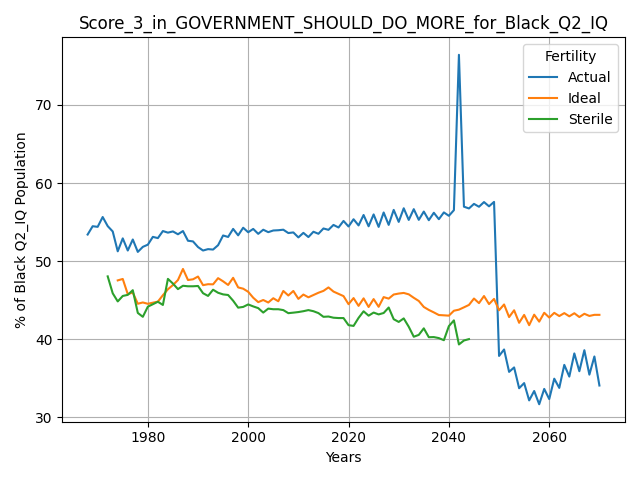 Score_3_in_GOVERNMENT_SHOULD_DO_MORE_for_Black_Q2_IQ
% of Black Q2_IQ Population
70
60
50
40
30
Fertility
Actual
Ideal
Sterile
1980
2000
2020
2040
2060
Years